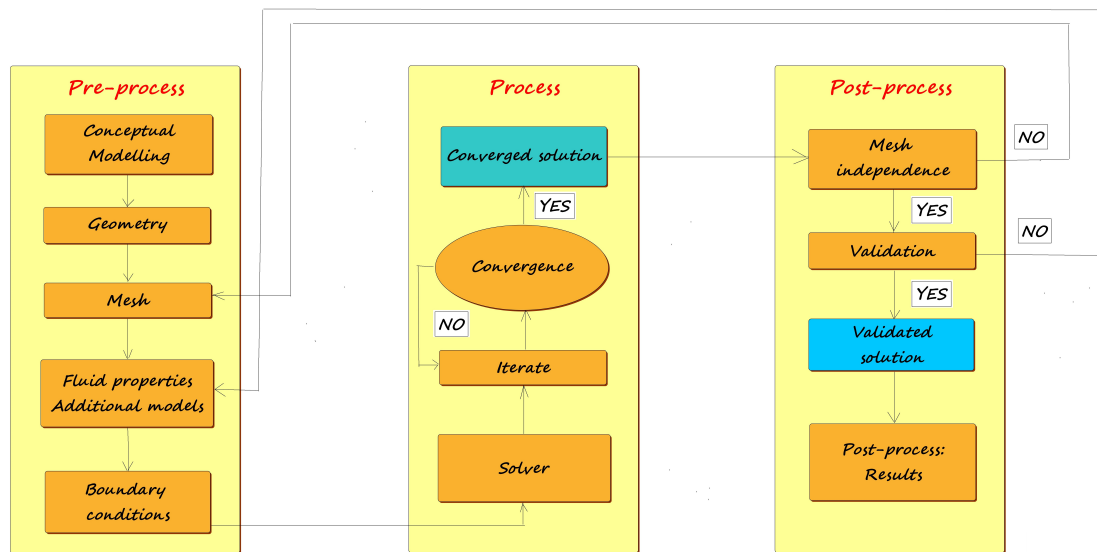 Pre-process
Conceptual
Modelling
Geometry
Mesh
Fluid properties
Additional models
Boundary
conditions
Process
Converged solution
YES
Convergence
NO
Iterate
Solver
Post-process
Mesh
independence
NO
YES
Validation
NO
YES
Validated
solution
Post-process:
Results